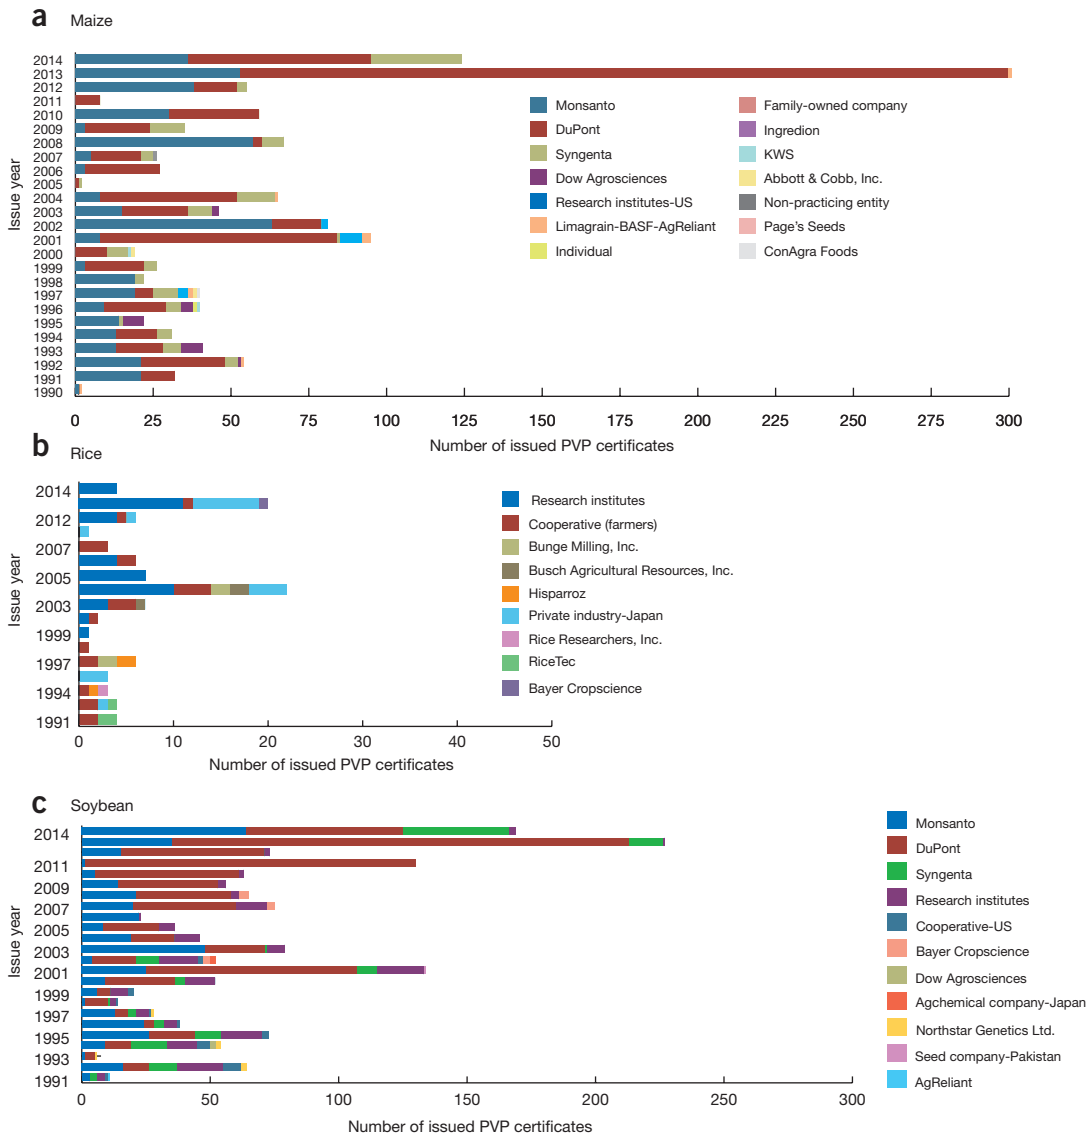 a Maize
2014
2013
2012
2011
2010
2009
2008
2007
2006
2005
2004
2003
2002
2001
2000
1999
1998
1997
1996
1995
1994
1993
1992
1991
1990
Issue year
Monsanto
DuPont
Syngenta
Dow Agrosciences
Research institutes-US
Limagrain-BASF-AgReliant
Individual
Family-owned company
Ingredion
KWS
Abbott & Cobb, Inc.
Non-practicing entity
Page's Seeds
ConAgra Foods
0 25 50 75 100 125 150 175 200 225 250 275 300
Number of issued PVP certificates
b Rice
2014
2012
2007
2005
2003
1999
1997
1994
1991
Issue year
Research institutes
Cooperative (farmers)
Bunge Milling, Inc.
Busch Agricultural Resources, Inc.
Hisparroz
Private industry-Japan
Rice Researchers, Inc.
RiceTec
Bayer Cropscience
0 10 20 30 40 50
Number of issued PVP certificates
c Soybean
2014
2011
2009
2007
2005
2003
2001
1999
1997
1995
1993
1991
Issue year
Monsanto
DuPont
Syngenta
Research institutes
Cooperative-US
Bayer Cropscience
Dow Agrosciences
Agchemical company-Japan
Northstar Genetics Ltd.
Seed company-Pakistan
AgReliant
0 50 100 150 200 250 300
Number of issued PVP certificates